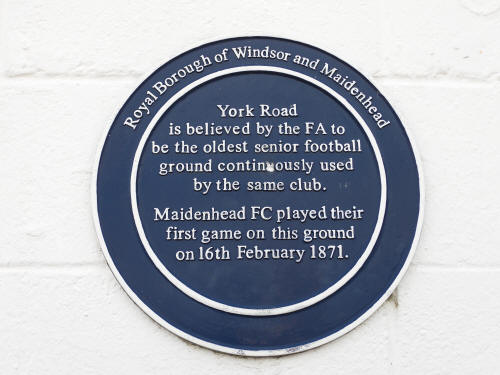 Royal Borough of Windsor and Maidenhead
York Road
is believed by the FA to
be the oldest senior football
ground continuously used
by the same club.
Maidenhead FC played their
first game on this ground
on 16th February 1871.